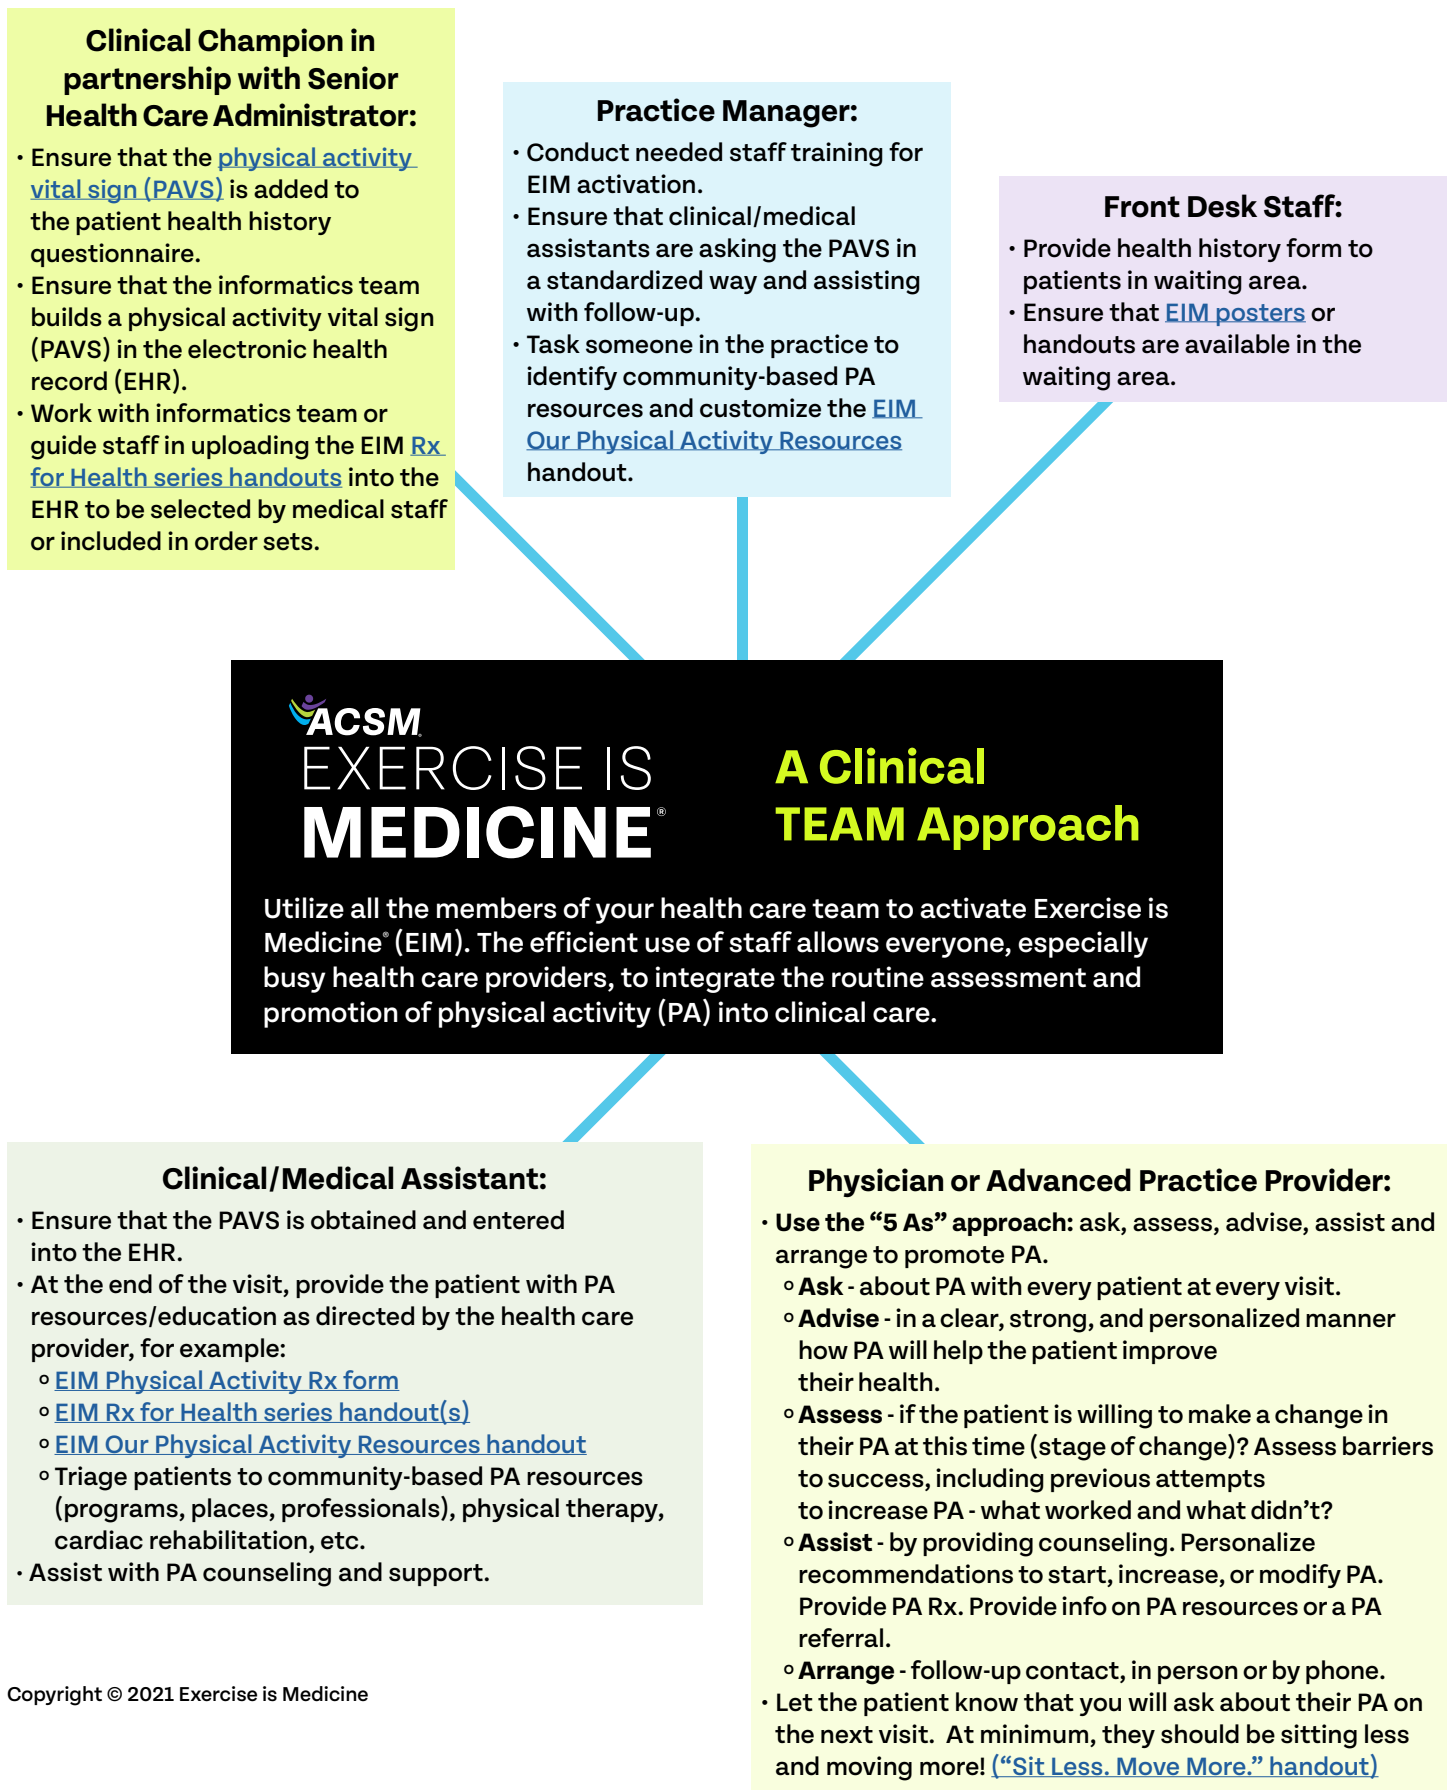 Clinical Champion in
partnership with Senior
Health Care Administrator:
• Ensure that the physical activity
vital sign (PAVS) is added to
the patient health history
questionnaire.
• Ensure that the informatics team
builds a physical activity vital sign
(PAVS) in the electronic health
record (EHR).
• Work with informatics team or
guide staff in uploading the EIM Rx
for Health series handouts into the
EHR to be selected by medical staff
or included in order sets.
Practice Manager:
• Conduct needed staff training for
EIM activation.
• Ensure that clinical/medical
assistants are asking the PAVS in
a standardized way and assisting
with follow-up.
• Task someone in the practice to
identify community-based PA
resources and customize the EIM
Our Physical Activity Resources
handout.
Front Desk Staff:
• Provide health history form to
patients in waiting area.
• Ensure that EIM posters or
handouts are available in the
waiting area.
ACSM
EXERCISE IS
MEDICINE®
A Clinical
TEAM Approach
Utilize all the members of your health care team to activate Exercise is
Medicine® (EIM). The efficient use of staff allows everyone, especially
busy health care providers, to integrate the routine assessment and
promotion of physical activity (PA) into clinical care.
Clinical/Medical Assistant:
• Ensure that the PAVS is obtained and entered
into the EHR.
• At the end of the visit, provide the patient with PA
resources/education as directed by the health care
provider, for example:
⚬ EIM Physical Activity Rx form
⚬ EIM Rx for Health series handout(s)
⚬ EIM Our Physical Activity Resources handout
⚬ Triage patients to community-based PA resources
(programs, places, professionals), physical therapy,
cardiac rehabilitation, etc.
• Assist with PA counseling and support.
Physician or Advanced Practice Provider:
• Use the “5 As” approach: ask, assess, advise, assist and
arrange to promote PA.
⚬ Ask - about PA with every patient at every visit.
⚬ Advise - in a clear, strong, and personalized manner
how PA will help the patient improve
their health.
⚬ Assess - if the patient is willing to make a change in
their PA at this time (stage of change)? Assess barriers
to success, including previous attempts
to increase PA - what worked and what didn’t?
⚬ Assist - by providing counseling. Personalize
recommendations to start, increase, or modify PA.
Provide PA Rx. Provide info on PA resources or a PA
referral.
⚬ Arrange - follow-up contact, in person or by phone.
• Let the patient know that you will ask about their PA on
the next visit. At minimum, they should be sitting less
and moving more! (“Sit Less. Move More.” handout)
Copyright © 2021 Exercise is Medicine